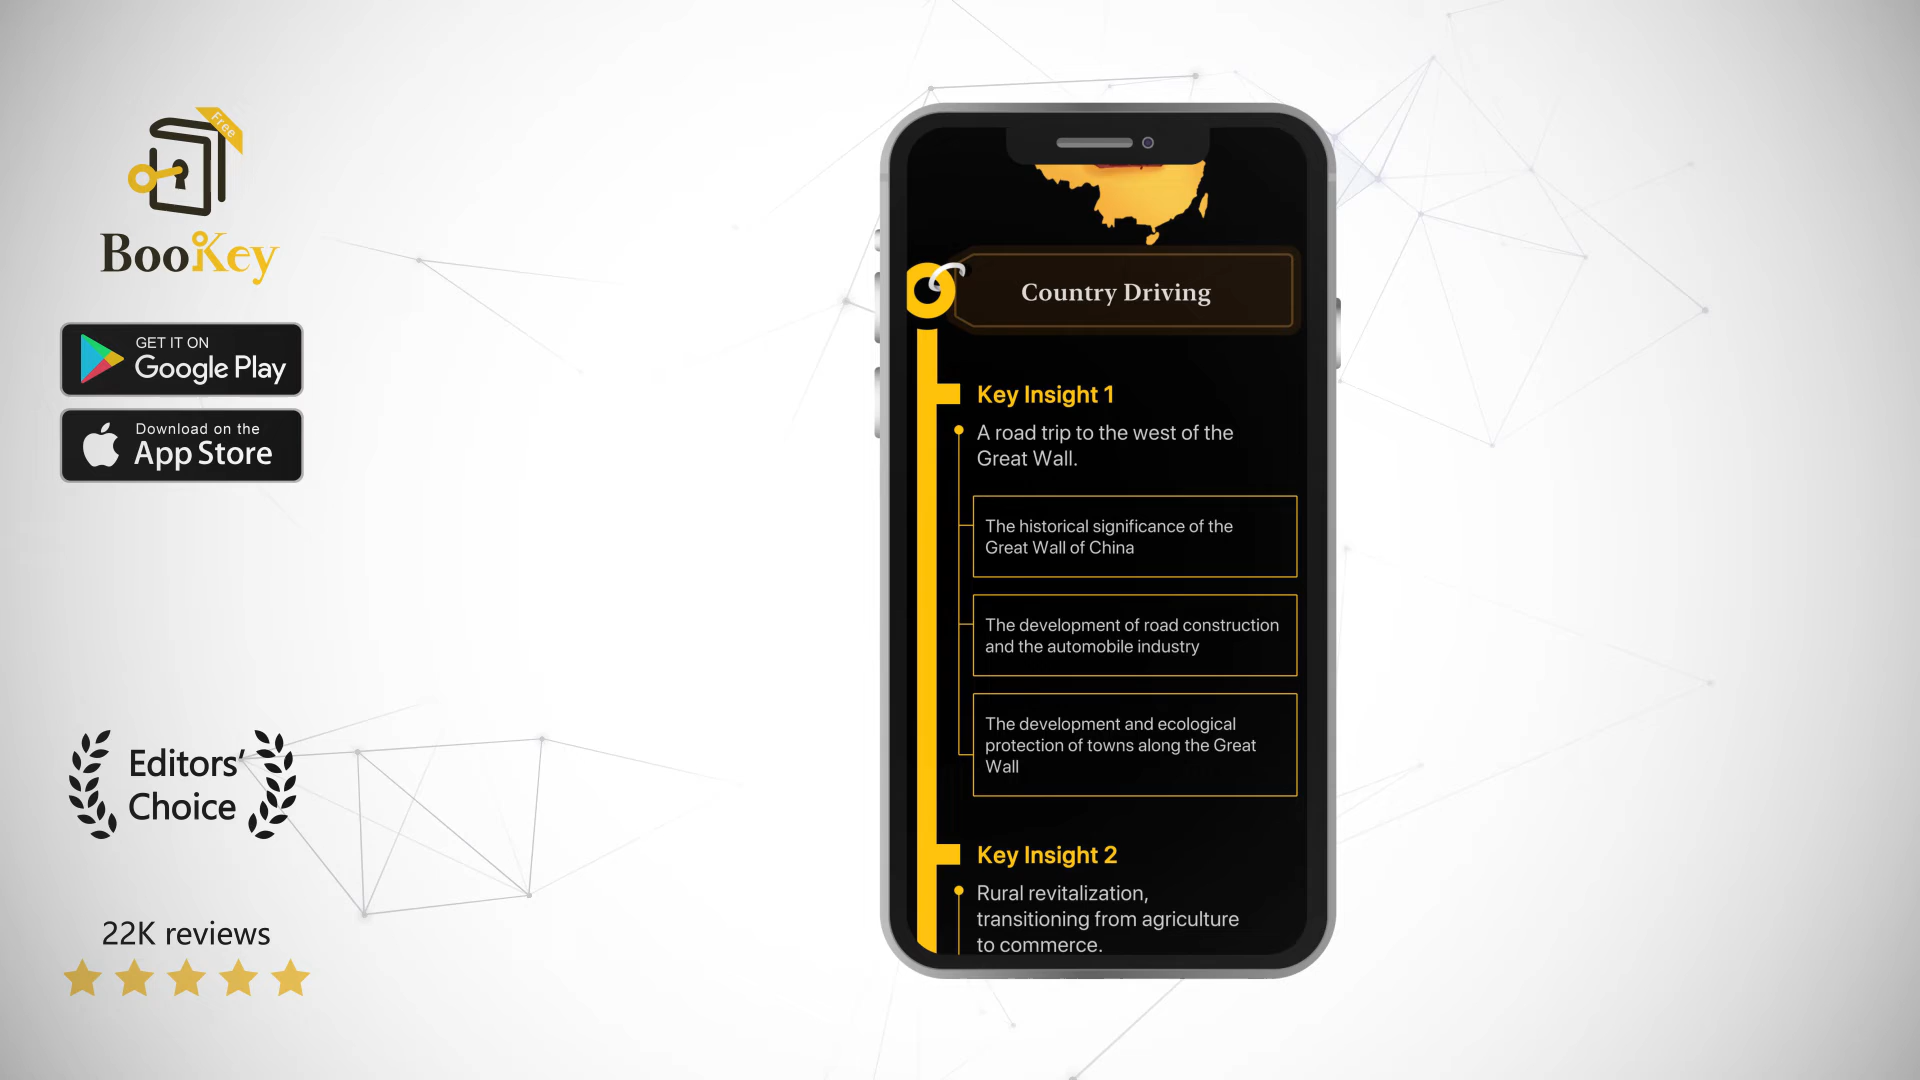 Free
BooKey
GET IT ON
Google Play
Download on the
App Store
Editors’
Choice
22K reviews
Country Driving
Key Insight 1
A road trip to the west of the
Great Wall.
The historical significance of the
Great Wall of China
The development of road construction
and the automobile industry
The development and ecological
protection of towns along the Great
Wall
Key Insight 2
Rural revitalization,
transitioning from agriculture
to commerce.